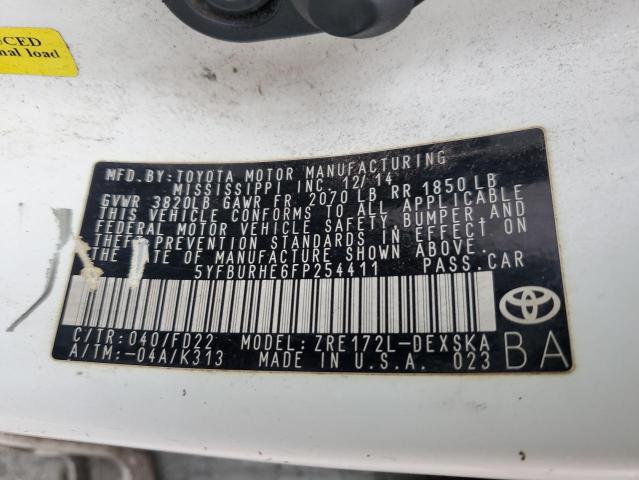 UCED
nal load
MFD.BY: TOYOTA MOTOR MANUFACTURING
MISSISSIPPI INC. 12/14
GVWR 3820LB GAWR FR 2070 LB RR 1850 LB
THIS VEHICLE CONFORMS TO ALL APPLICABLE
FEDERAL MOTOR VEHICLE SAFETY BUMPER AND
THEFT PREVENTION STANDARDS IN EFFECT ON
THE DATE OF MANUFACTURE SHOWN ABOVE.
5YFBURHE6FP254411 PASS.CAR
C/TR: 040/FD22 MODEL: ZRE172L-DEXSKA
A/TM: -04A/K313 MADE IN U.S.A. 023
BA